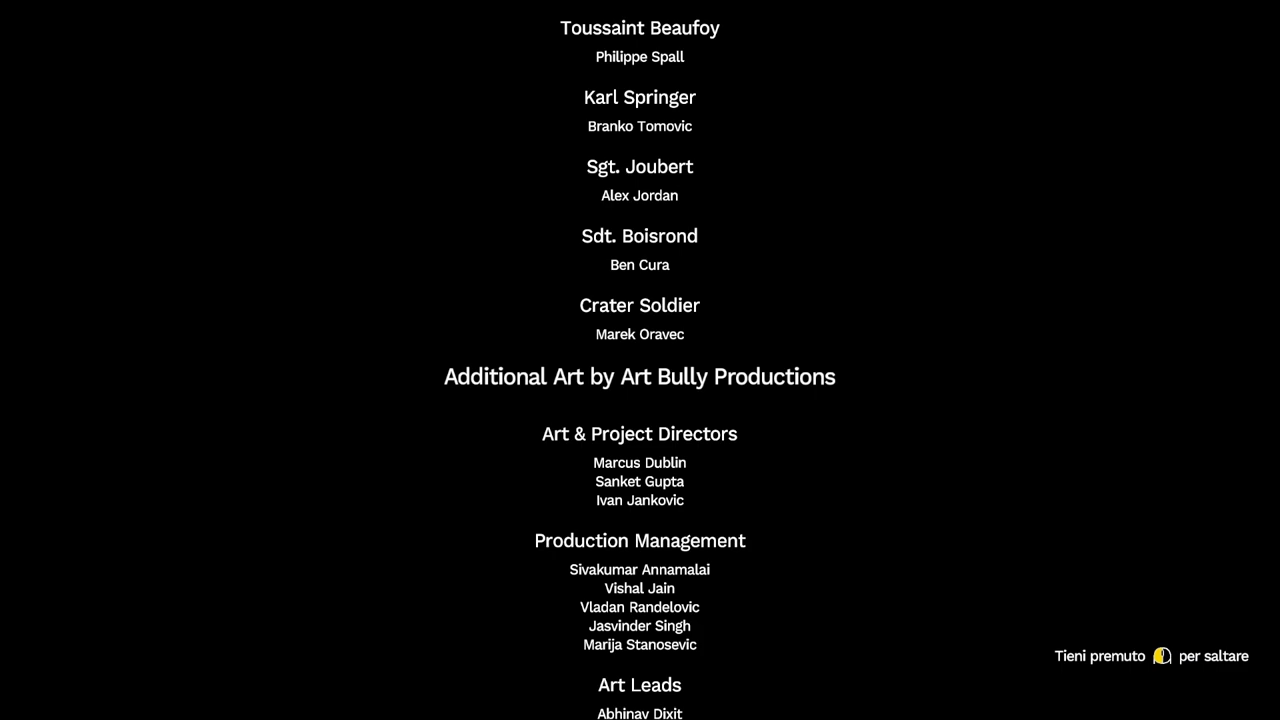 Toussaint Beaufoy
Philippe Spall
Karl Springer
Branko Tomovic
Sgt. Joubert
Alex Jordan
Sdt. Boisrond
Ben Cura
Crater Soldier
Marek Oravec
Additional Art by Art Bully Productions
Art & Project Directors
Marcus Dublin
Sanket Gupta
Ivan Jankovic
Production Management
Sivakumar Annamalai
Vishal Jain
Vladan Randelovic
Jasvinder Singh
Marija Stanosevic
Tieni premuto per saltare
Art Leads
Abhinav Dixit